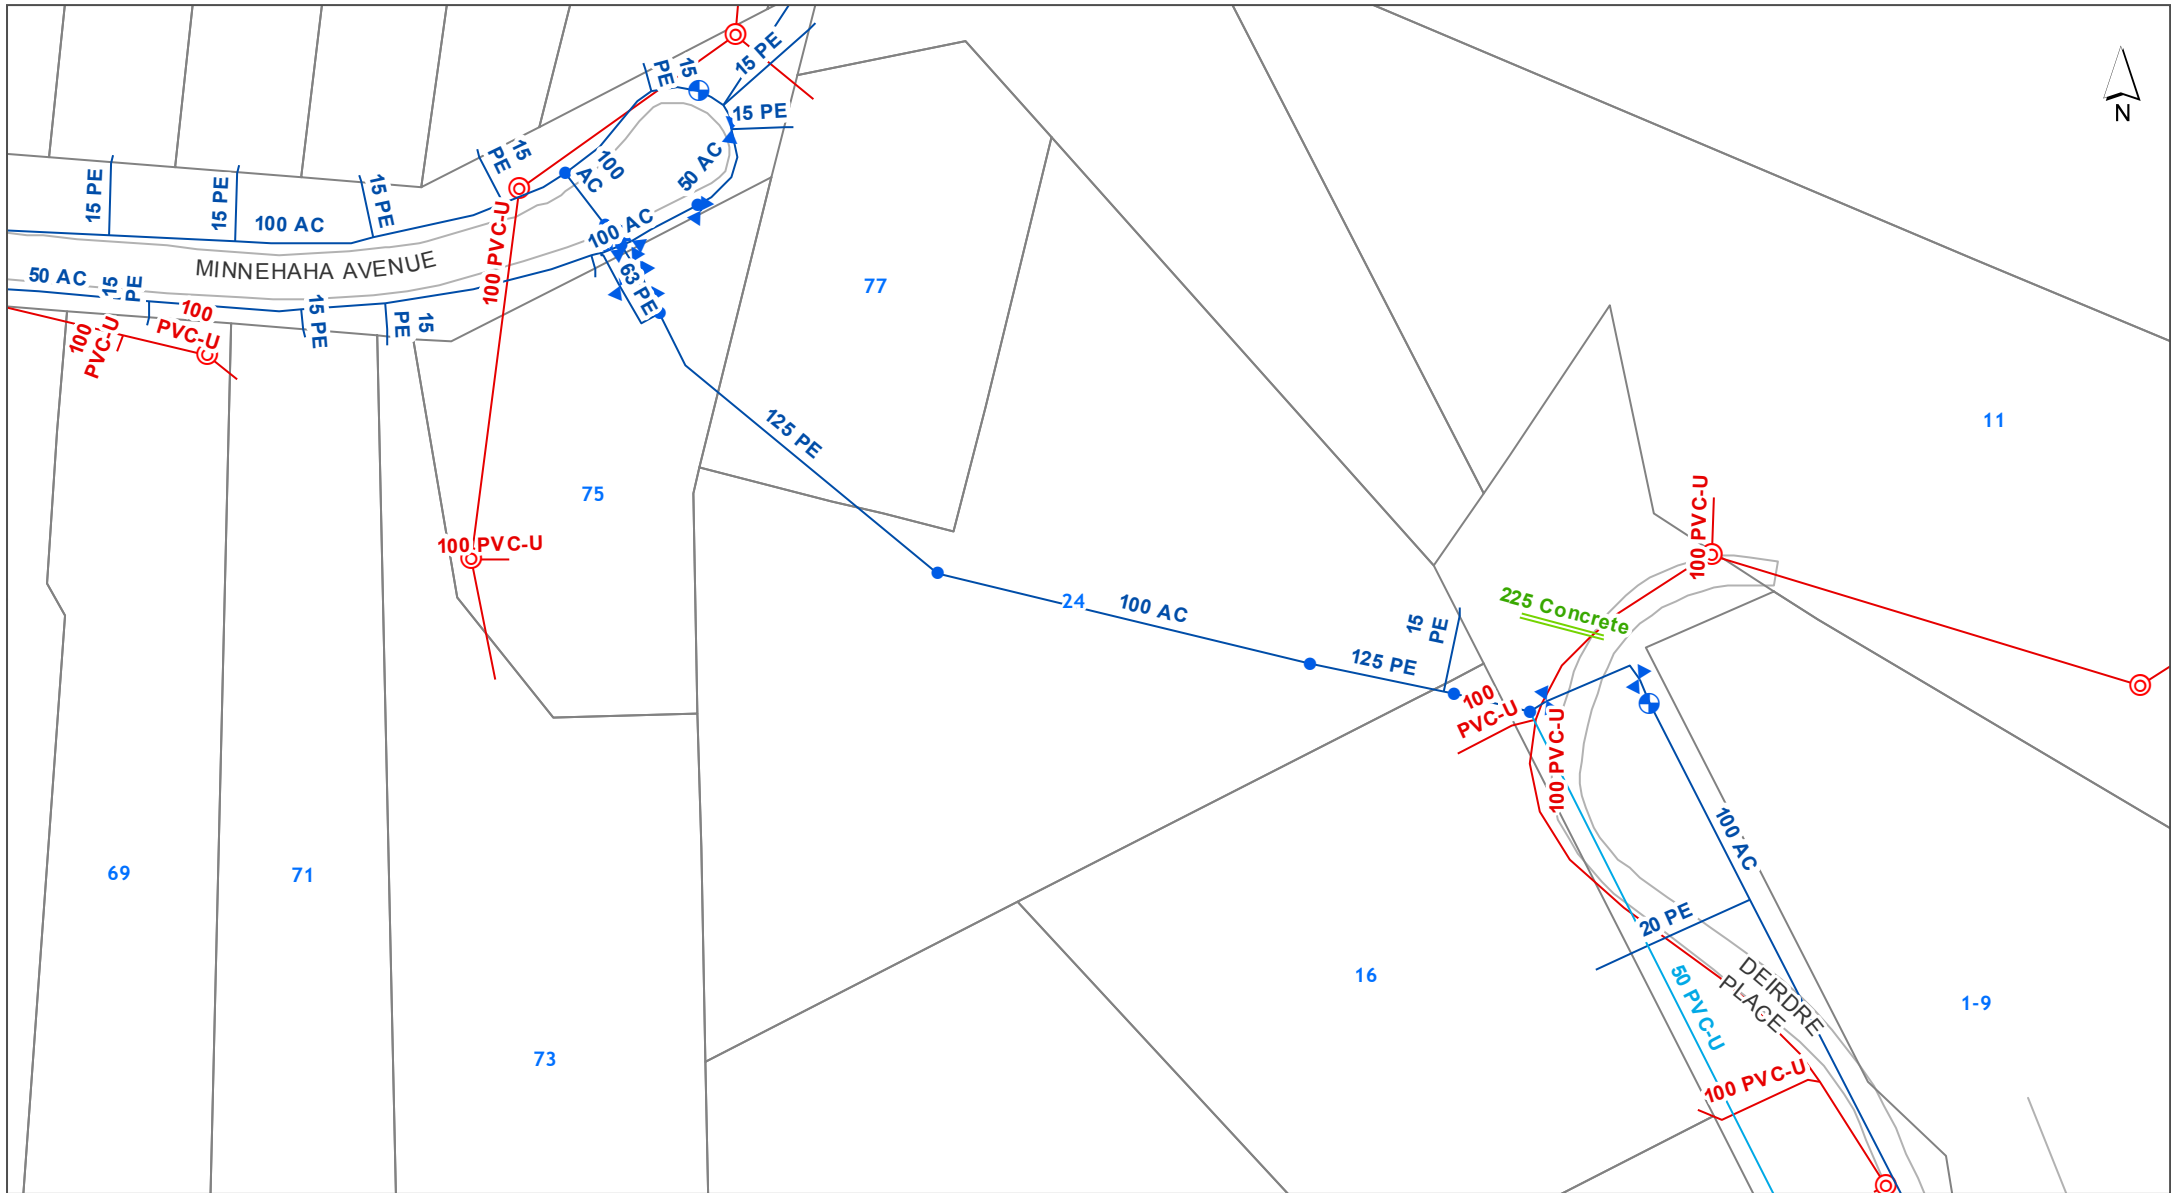 15 PE
15
PE
15 PE
N
15
PE
100
AC
50 AC
15 PE
15 PE
15 PE
100 AC
100 AC
100 PVC-U
MINNEHAHA AVENUE
50 AC
15
PE
63 PE
77
100
PVC-U
100
PVC-U
15 PE
15
PE
11
125 PE
75
100 PVC-U
100 PVC-U
24
100 AC
225 Concrete
15
PE
125 PE
100
PVC-U
100 PVC-U
100 AC
69
71
20 PE
16
50 PVC-U
DEIRDRE
PLACE
1-9
73
100 PVC-U